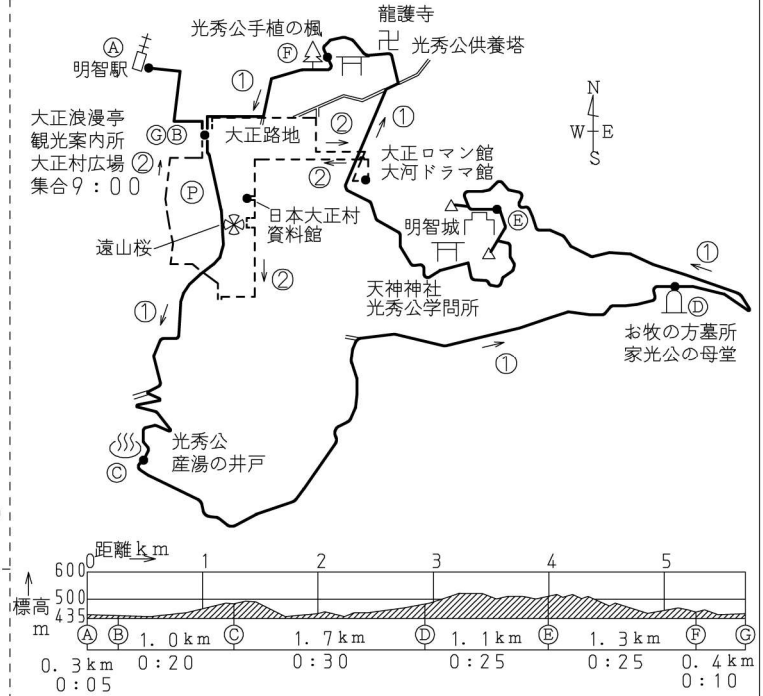 龍護寺
光秀公手植の楓
Ⓕ
卍
光秀公供養塔
Ⓐ
明智駅
①
①
大正浪漫亭
観光案内所
大正村広場
集合9：00
ⒼⒷ
大正路地
②
②
②
大正ロマン館
大河ドラマ館
N
W E
S
Ⓟ
日本大正村
資料館
遠山桜
②
明智城
Ⓔ
①
天神神社
光秀公学問所
Ⓓ
お牧の方墓所
家光公の母堂
①
①
光秀公
産湯の井戸
Ⓒ
距離km
0 1 2 3 4 5
600
500
435
標高
m
Ⓐ Ⓑ Ⓒ Ⓓ Ⓔ Ⓕ Ⓖ
1.0km 1.7km 1.1km 1.3km
0:20 0:30 0:25 0:25
0.3km 0.4km
0:05 0:10